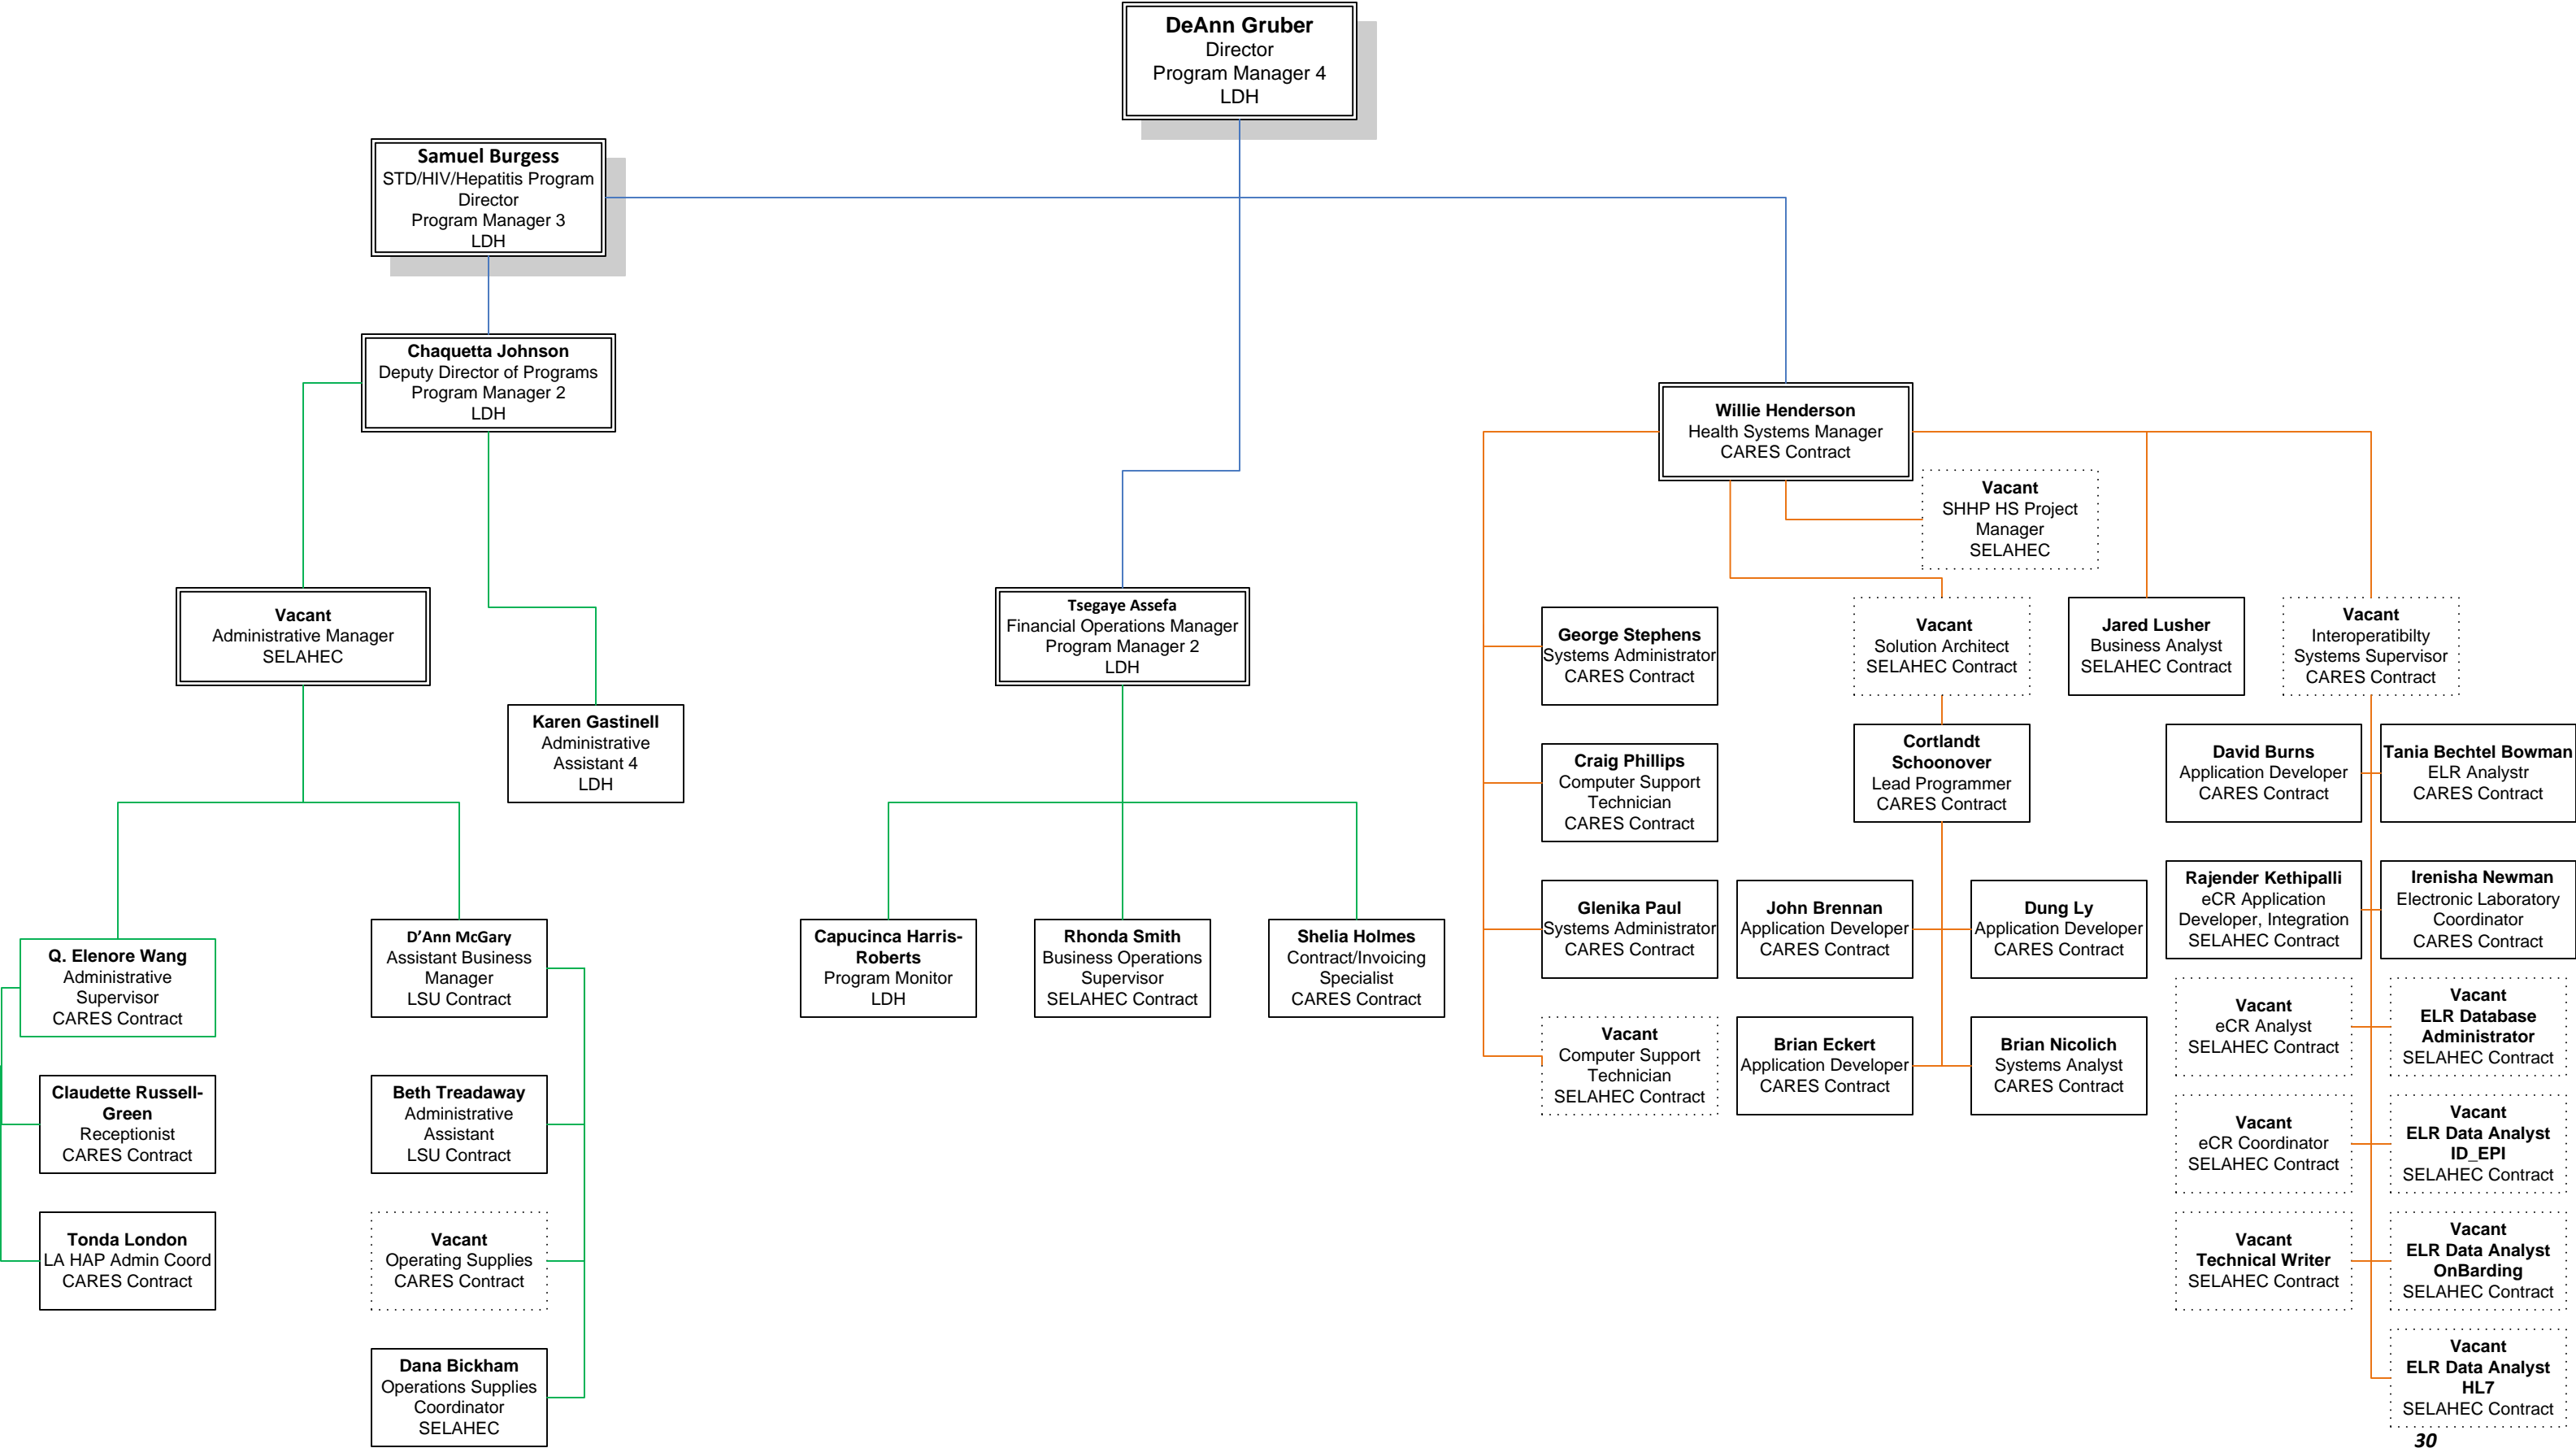 DeAnn Gruber
Director
Program Manager 4
LDH
Samuel Burgess
STD/HIV/Hepatitis Program
Director
Program Manager 3
LDH
Chaquetta Johnson
Deputy Director of Programs
Program Manager 2
LDH
Willie Henderson
Health Systems Manager
CARES Contract
Vacant
SHHP HS Project
Manager
SELAHEC
Vacant
Administrative Manager
SELAHEC
Karen Gastinell
Administrative
Assistant 4
LDH
Tsegaye Assefa
Financial Operations Manager
Program Manager 2
LDH
George Stephens
Systems Administrator
CARES Contract
Vacant
Solution Architect
SELAHEC Contract
Jared Lusher
Business Analyst
SELAHEC Contract
Vacant
Interoperatibilty
Systems Supervisor
CARES Contract
Craig Phillips
Computer Support
Technician
CARES Contract
Cortlandt
Schoonover
Lead Programmer
CARES Contract
David Burns
Application Developer
CARES Contract
Tania Bechtel Bowman
ELR Analystr
CARES Contract
Q. Elenore Wang
Administrative
Supervisor
CARES Contract
D'Ann McGary
Assistant Business
Manager
LSU Contract
Capucinca Harris-
Roberts
Program Monitor
LDH
Rhonda Smith
Business Operations
Supervisor
SELAHEC Contract
Shelia Holmes
Contract/Invoicing
Specialist
CARES Contract
Glenika Paul
Systems Administrator
CARES Contract
John Brennan
Application Developer
CARES Contract
Dung Ly
Application Developer
CARES Contract
Rajender Kethipalli
eCR Application
Developer, Integration
SELAHEC Contract
Irenisha Newman
Electronic Laboratory
Coordinator
CARES Contract
Claudette Russell-
Green
Receptionist
CARES Contract
Beth Treadaway
Administrative
Assistant
LSU Contract
Vacant
Computer Support
Technician
SELAHEC Contract
Brian Eckert
Application Developer
CARES Contract
Brian Nicolich
Systems Analyst
CARES Contract
Vacant
eCR Analyst
SELAHEC Contract
Vacant
ELR Database
Administrator
SELAHEC Contract
Vacant
eCR Coordinator
SELAHEC Contract
Vacant
ELR Data Analyst
ID_EPI
SELAHEC Contract
Tonda London
LA HAP Admin Coord
CARES Contract
Vacant
Operating Supplies
CARES Contract
Vacant
Technical Writer
SELAHEC Contract
Vacant
ELR Data Analyst
OnBarding
SELAHEC Contract
Dana Bickham
Operations Supplies
Coordinator
SELAHEC
Vacant
ELR Data Analyst
HL7
SELAHEC Contract
30